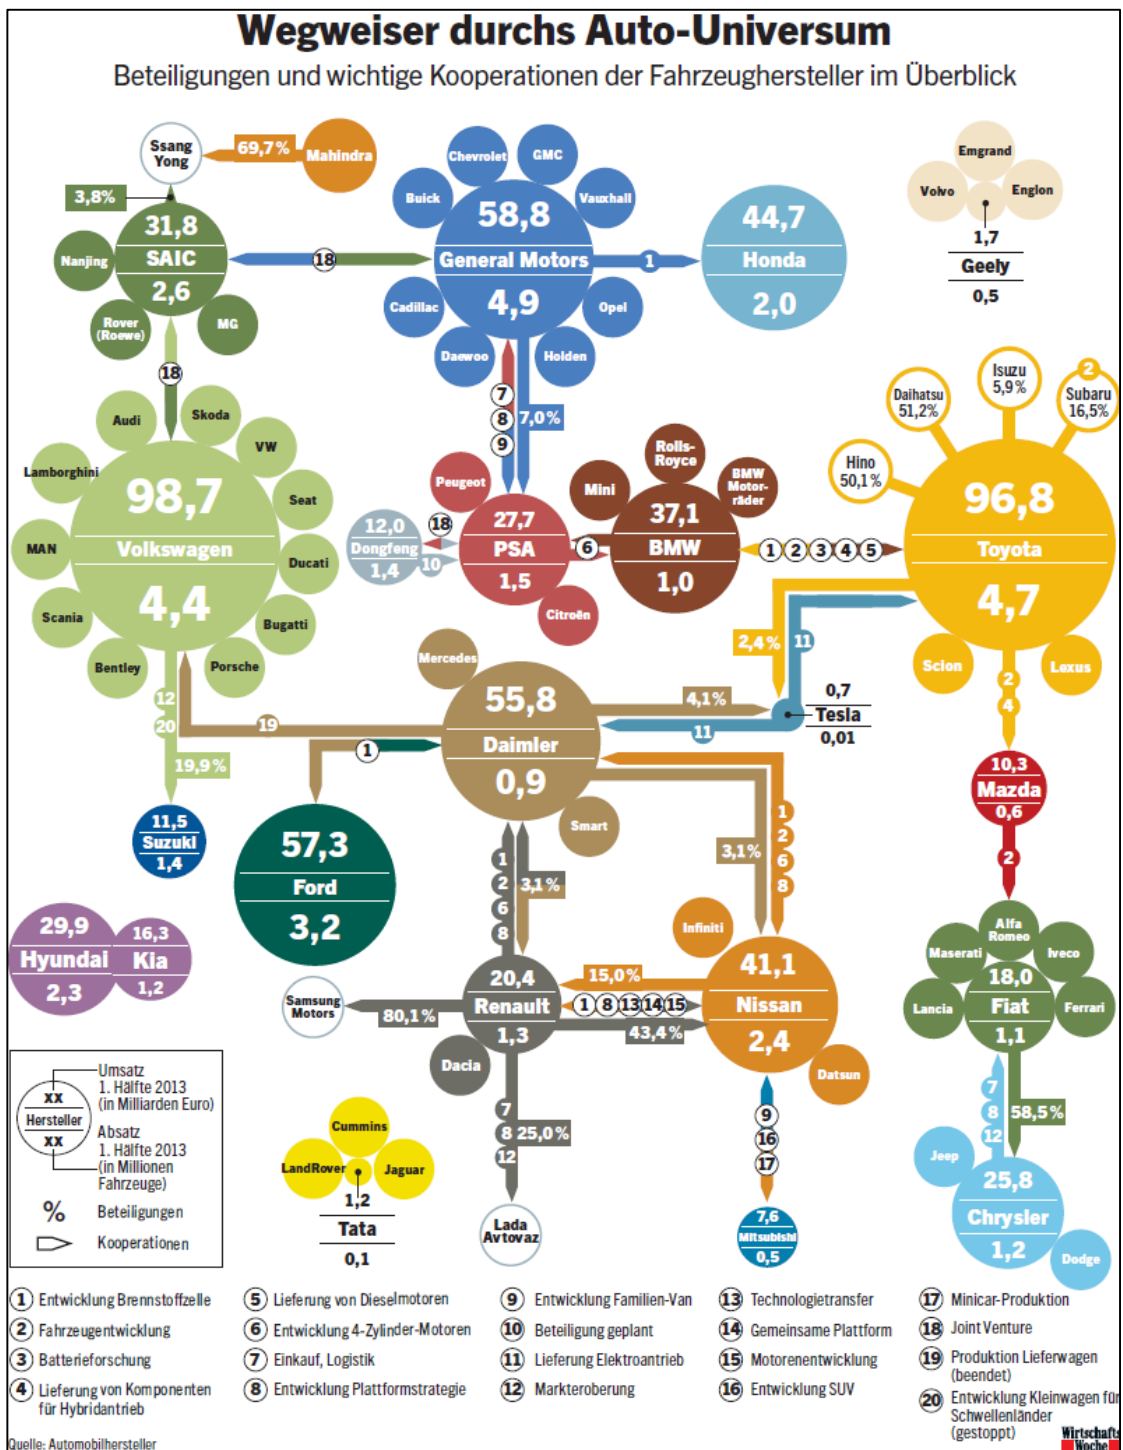 Wegweiser durchs Auto-Universum
Beteiligungen und wichtige Kooperationen der Fahrzeughersteller im Überblick
Ssang
Yong
69,7%
Mahindra
3,8%
31,8
SAIC
2,6
Nanjing
Rover
(Roewe)
MG
18
18
Chevrolet
GMC
Buick
Vauxhall
58,8
General Motors
4,9
Cadillac
Opel
Daewoo
Holden
1
44,7
Honda
2,0
Emgrand
Volvo
Englon
1,7
Geely
0,5
7
8
9
7,0%
Audi
Skoda
Lamborghini
VW
98,7
Volkswagen
4,4
Seat
MAN
Ducati
Scania
Bugatti
Bentley
Porsche
12
20
19,9%
11,5
Suzuki
1,4
Peugeot
12,0
Dongfeng
1,4
18
10
27,7
PSA
1,5
Citroën
6
Rolls-
Royce
Mini
BMW
Motor-
räder
37,1
BMW
1,0
1 2 3 4 5
Isuzu
5,9%
2
Subaru
16,5%
Daihatsu
51,2%
Hino
50,1%
96,8
Toyota
4,7
Scion
Lexus
2,4%
11
2
4
Mercedes
55,8
Daimler
0,9
Smart
4,1%
11
0,7
Tesla
0,01
19
1
57,3
Ford
3,2
10,3
Mazda
0,6
2
3,1%
1
2
6
8
1
2
6
8
3,1%
29,9
Hyundai
2,3
16,3
Kia
1,2
Infiniti
41,1
Nissan
2,4
Datsun
15,0%
1 8 13 14 15
43,4%
20,4
Renault
1,3
Dacia
Samsung
Motors
80,1%
7
8
12
25,0%
Lada
Avtovaz
9
16
17
7,6
Mitsubishi
0,5
Alfa
Romeo
Maserati
Iveco
Lancia
Ferrari
18,0
Fiat
1,1
7
8
12
58,5%
Jeep
25,8
Chrysler
1,2
Dodge
Cummins
LandRover
Jaguar
1,2
Tata
0,1
xx
Hersteller
xx
Umsatz
1. Hälfte 2013
(in Milliarden Euro)
Absatz
1. Hälfte 2013
(in Millionen
Fahrzeuge)
% Beteiligungen
Kooperationen
1 Entwicklung Brennstoffzelle
2 Fahrzeugentwicklung
3 Batterieforschung
4 Lieferung von Komponenten
für Hybridantrieb
5 Lieferung von Dieselmotoren
6 Entwicklung 4-Zylinder-Motoren
7 Einkauf, Logistik
8 Entwicklung Plattformstrategie
9 Entwicklung Familien-Van
10 Beteiligung geplant
11 Lieferung Elektroantrieb
12 Markteroberung
13 Technologietransfer
14 Gemeinsame Plattform
15 Motorenentwicklung
16 Entwicklung SUV
17 Minicar-Produktion
18 Joint Venture
19 Produktion Lieferwagen
(beendet)
20 Entwicklung Kleinwagen für
Schwellenländer
(gestoppt)
Quelle: Automobilhersteller
Wirtschafts
Woche